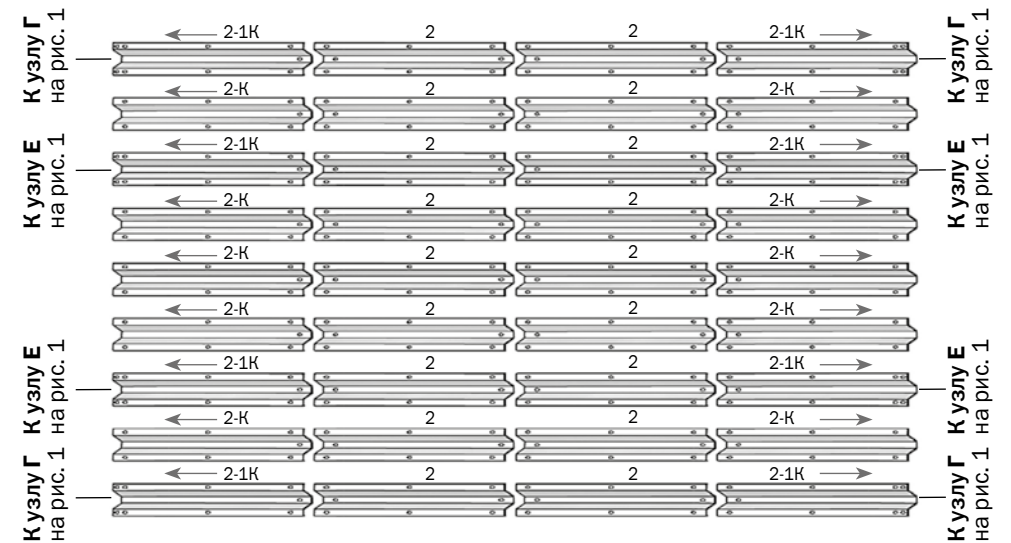 К узлу Г
на рис. 1
К узлу Е
на рис. 1
К узлу Е
на рис. 1
К узлу Г
на рис. 1
2-1К 2 2 2-1К
2-К 2 2 2-К
2-1К 2 2 2-1К
2-К 2 2 2-К
2-К 2 2 2-К
2-К 2 2 2-К
2-1К 2 2 2-1К
2-К 2 2 2-К
2-1К 2 2 2-1К
К узлу Г
на рис. 1
К узлу Е
на рис. 1
К узлу Е
на рис. 1
К узлу Г
на рис. 1